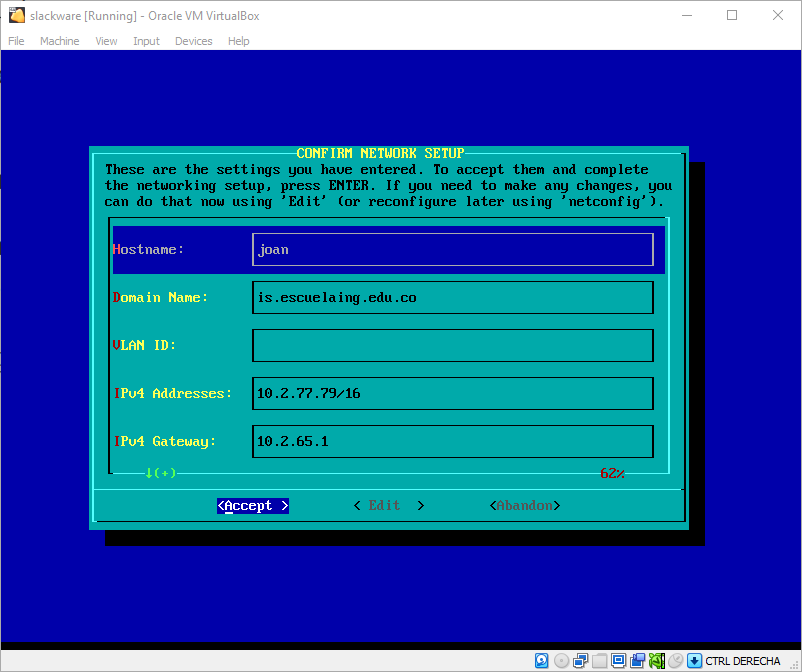 slackware [Running] - Oracle VM VirtualBox
File Machine View Input Devices Help
CONFIRM NETWORK SETUP
These are the settings you have entered. To accept them and complete
the networking setup, press ENTER. If you need to make any changes, you
can do that now using 'Edit' (or reconfigure later using 'netconfig').
Hostname: joan
Domain Name: is.escuelaing.edu.co
VLAN ID:
IPv4 Addresses: 10.2.77.79/16
IPv4 Gateway: 10.2.65.1
↓(+) 62%
<Accept > < Edit > <Abandon>
CTRL DERECHA